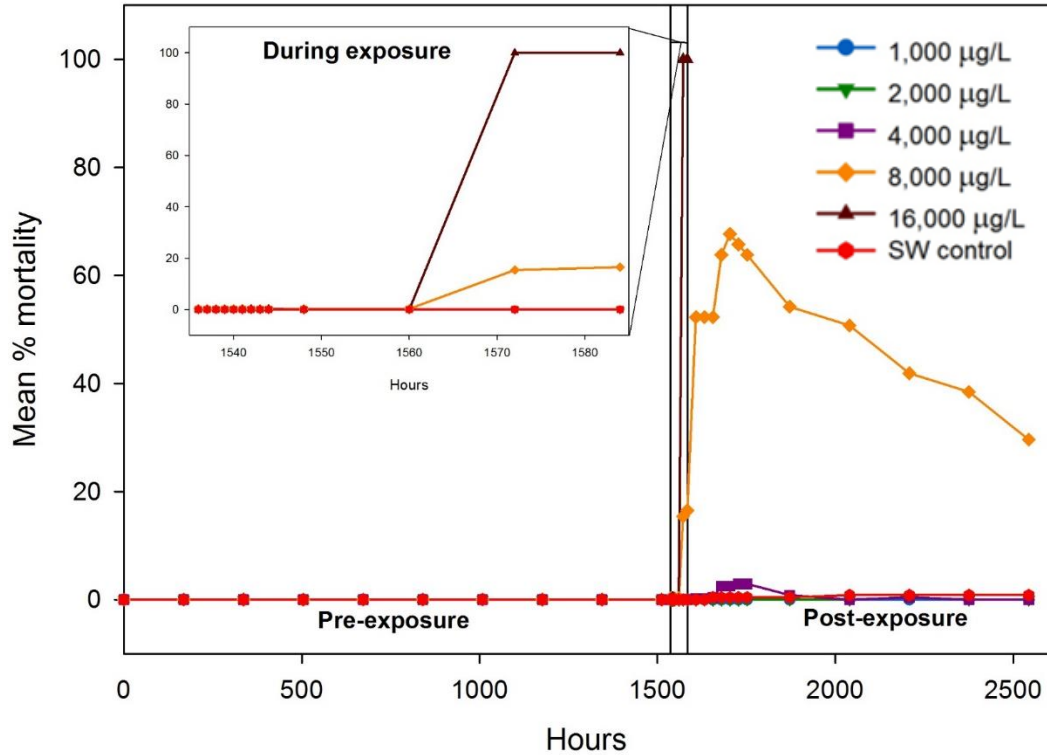 During exposure
100
80
60
40
20
0
1540
1550
1560
1570
1580
Hours
1,000 µg/L
2,000 µg/L
4,000 µg/L
8,000 µg/L
16,000 µg/L
SW control
Mean % mortality
100
80
60
40
20
0
Pre-exposure
Post-exposure
0
500
1000
1500
2000
2500
Hours